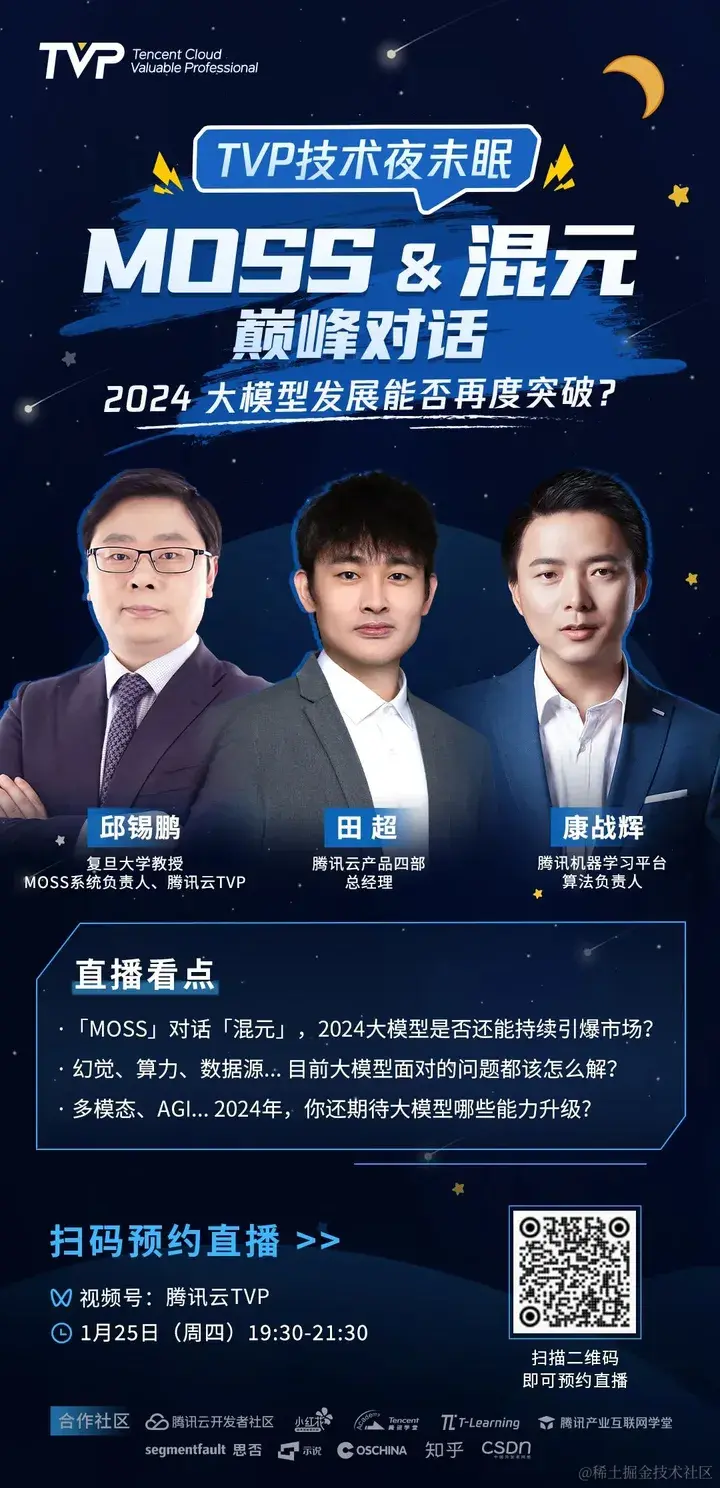 TVP Tencent Cloud
Valuable Professional
TVP技术夜未眠
MOSS & 混元
巅峰对话
2024 大模型发展能否再度突破?
邱锡鹏
复旦大学教授
MOSS系统负责人、腾讯云TVP
田 超
腾讯云产品四部
总经理
康战辉
腾讯机器学习平台
算法负责人
直播看点
·「MOSS」对话「混元」，2024大模型是否还能持续引爆市场?
· 幻觉、算力、数据源... 目前大模型面对的问题都该怎么解?
· 多模态、AGI... 2024年，你还期待大模型哪些能力升级?
扫码预约直播 >>
视频号：腾讯云TVP
1月25日（周四）19:30-21:30
扫描二维码
即可预约直播
合作社区 腾讯云开发者社区 小红花 Tencent 腾讯学堂 T-Learning 腾讯产业互联网学堂
segmentfault 思否 示说 OSCHINA 知乎 CSDN
@稀土掘金技术社区